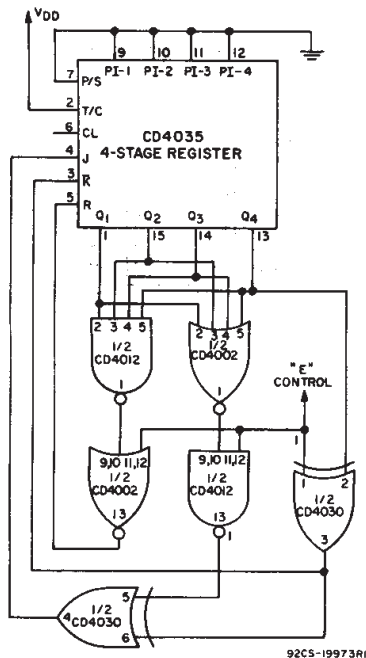 VDD
9 10 11 12
PI-1 PI-2 PI-3 PI-4
7 P/S
2 T/C
6 CL
4 J
3 K̅
5 R
CD4035
4-STAGE REGISTER
Q1 Q2 Q3 Q4
1 15 14 13
2 3 4 5
1/2
CD4012
1
2 3 4 5
1/2
CD4002
1
"E"
CONTROL
1
9,10 11,12
1/2
CD4002
13
9,10 11,12
1/2
CD4012
13
1
1 2
1/2
CD4030
3
4
1/2
CD4030
5
6
92CS-19973R1